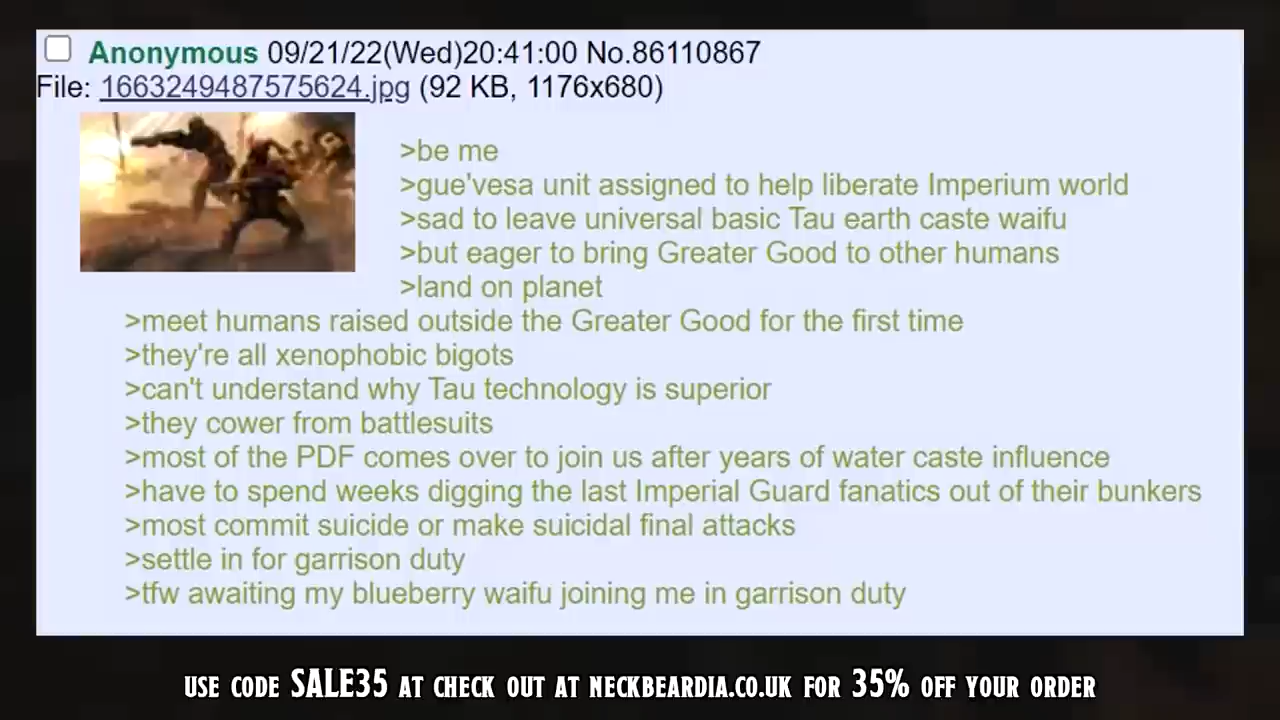 Anonymous 09/21/22(Wed)20:41:00 No.86110867
File: 1663249487575624.jpg (92 KB, 1176x680)
>be me
>gue'vesa unit assigned to help liberate Imperium world
>sad to leave universal basic Tau earth caste waifu
>but eager to bring Greater Good to other humans
>land on planet
>meet humans raised outside the Greater Good for the first time
>they're all xenophobic bigots
>can't understand why Tau technology is superior
>they cower from battlesuits
>most of the PDF comes over to join us after years of water caste influence
>have to spend weeks digging the last Imperial Guard fanatics out of their bunkers
>most commit suicide or make suicidal final attacks
>settle in for garrison duty
>tfw awaiting my blueberry waifu joining me in garrison duty
USE CODE SALE35 AT CHECK OUT AT NECKBEARDIA.CO.UK FOR 35% OFF YOUR ORDER